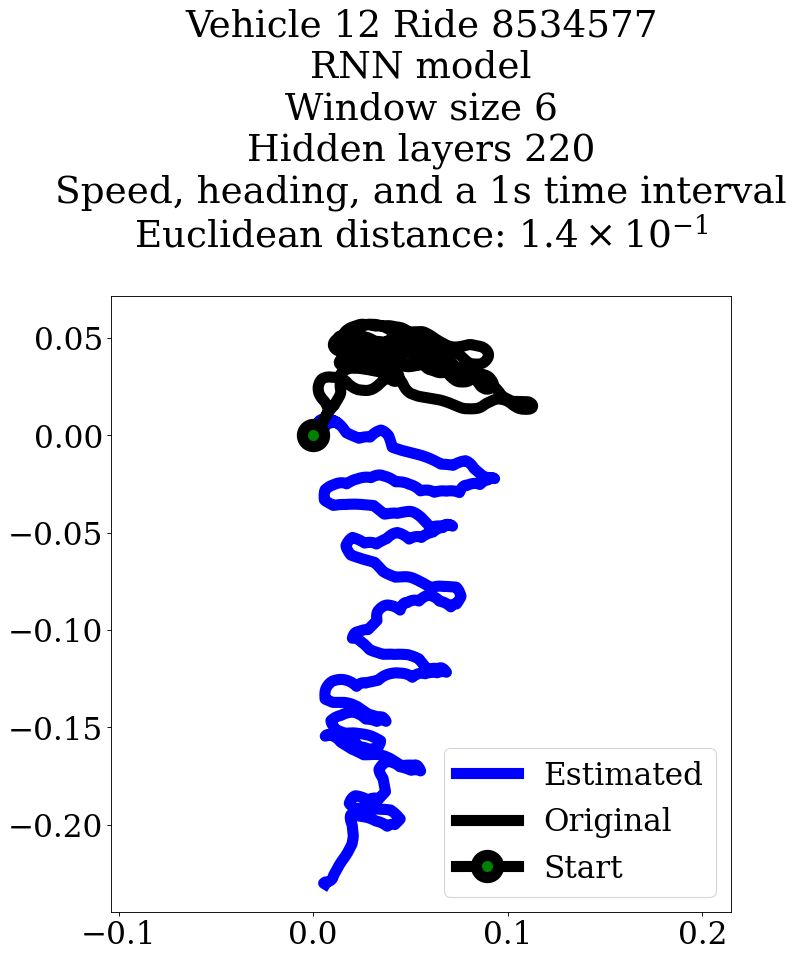 Vehicle 12 Ride 8534577
RNN model
Window size 6
Hidden layers 220
Speed, heading, and a 1s time interval
Euclidean distance: 1.4 × 10⁻¹
0.05
0.00
−0.05
−0.10
−0.15
−0.20
Estimated
Original
Start
−0.1 0.0 0.1 0.2